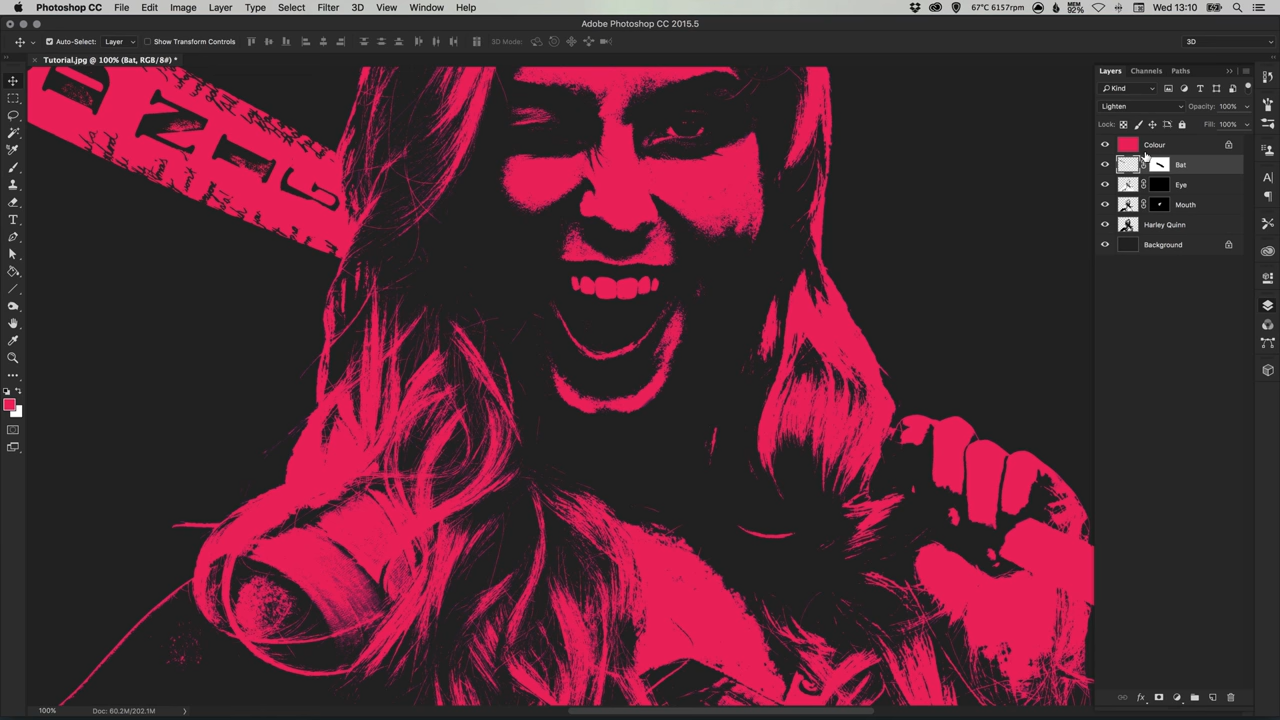 Photoshop CC File Edit Image Layer Type Select Filter 3D View Window Help 67°C 6157rpm MEM 92% Wed 13:10
Adobe Photoshop CC 2015.5
Auto-Select: Layer Show Transform Controls 3D Mode: 3D
Tutorial.jpg @ 100% (Bat, RGB/8#) *
Layers Channels Paths
Kind
Lighten Opacity: 100%
Lock: Fill: 100%
Colour
Bat
Eye
Mouth
Harley Quinn
Background
100% Doc: 60.2M/202.1M